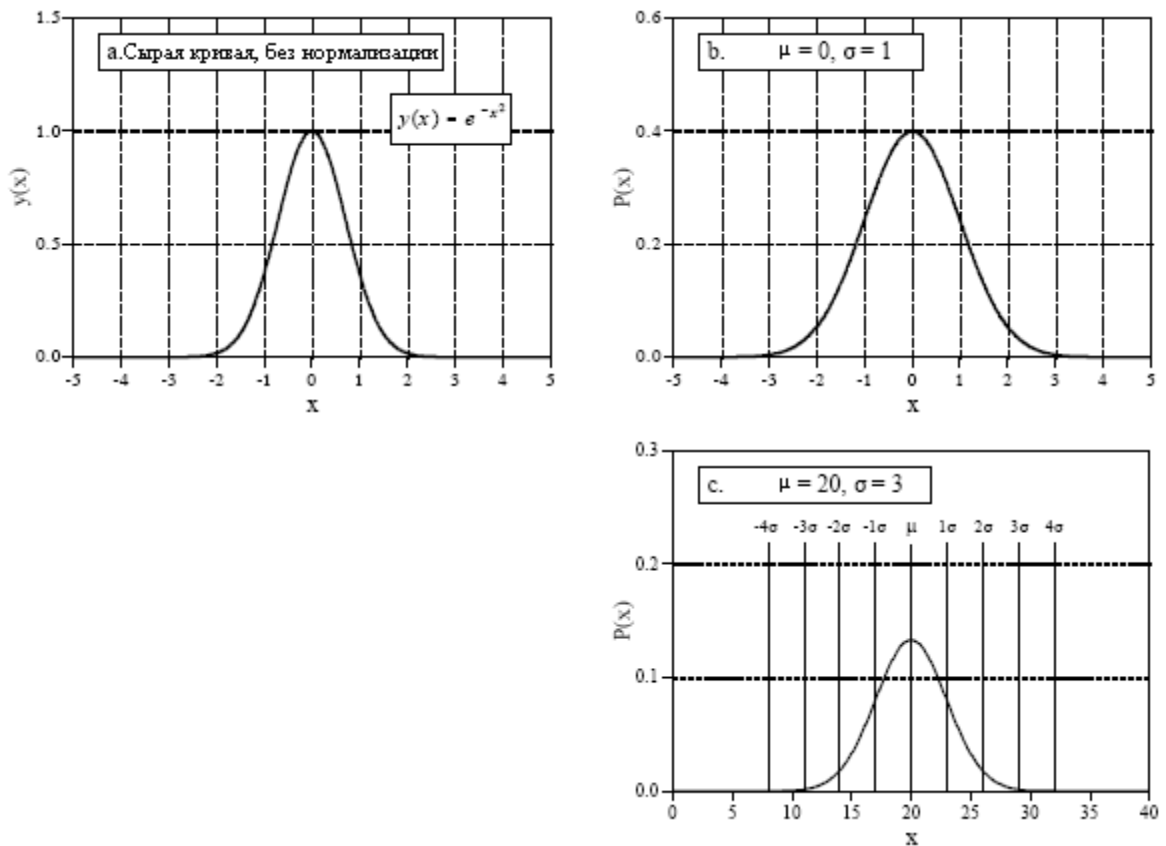 1.5
a.Сырая кривая, без нормализации
y(x) = e^{-x^2}
1.0
y(x)
0.5
0.0
-5 -4 -3 -2 -1 0 1 2 3 4 5
x
0.6
b. μ = 0, σ = 1
0.4
P(x)
0.2
0.0
-5 -4 -3 -2 -1 0 1 2 3 4 5
x
0.3
c. μ = 20, σ = 3
-4σ -3σ -2σ -1σ μ 1σ 2σ 3σ 4σ
0.2
P(x)
0.1
0.0
0 5 10 15 20 25 30 35 40
x